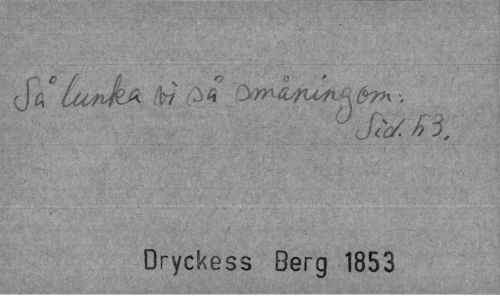 Så lunka vi så småningom.
Sid. 53.
Dryckess Berg 1853